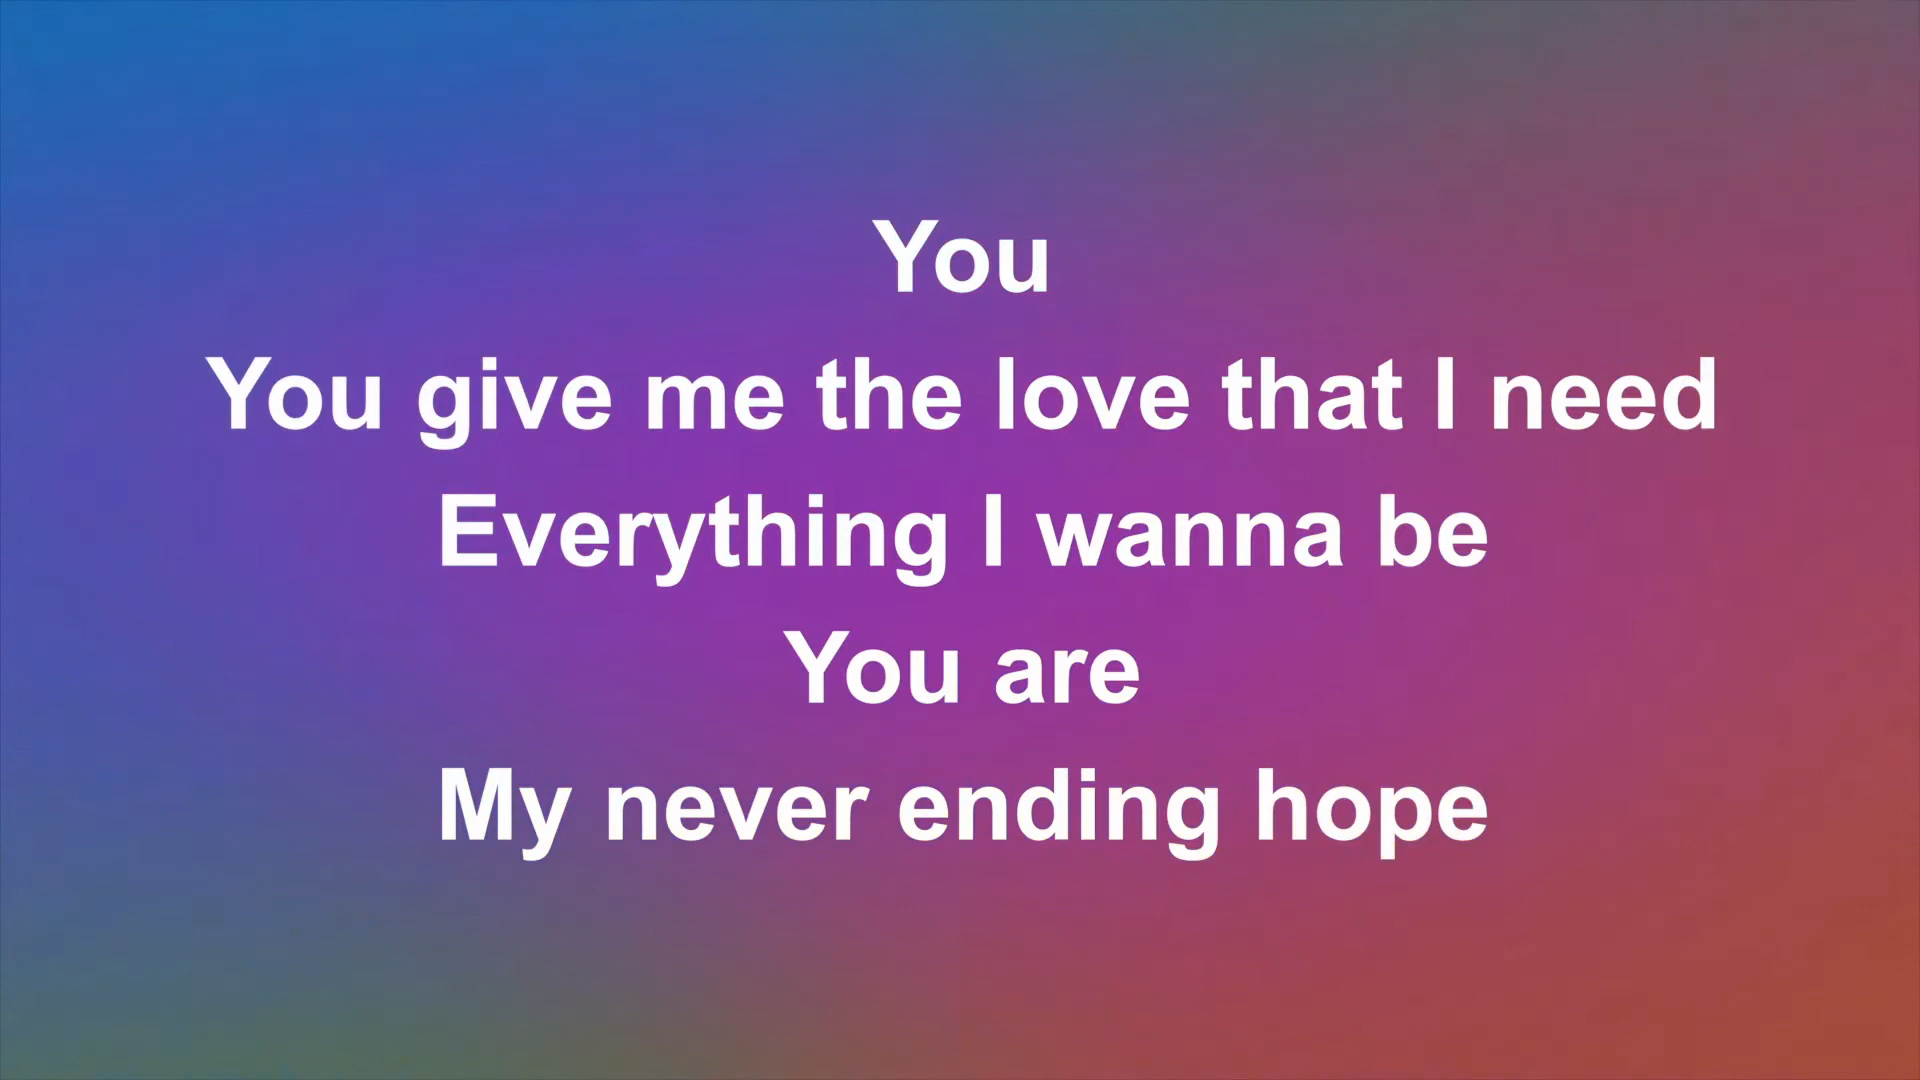 You
You give me the love that I need
Everything I wanna be
You are
My never ending hope